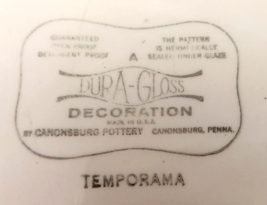 GUARANTEED
OVEN PROOF
DETERGENT PROOF
THE PATTERN
IS HERMETICALLY
SEALED UNDER GLAZE
A
DURA-GLOSS
DECORATION
MADE IN U.S.A.
BY CANONSBURG POTTERY CANONSBURG, PENNA.
TEMPORAMA